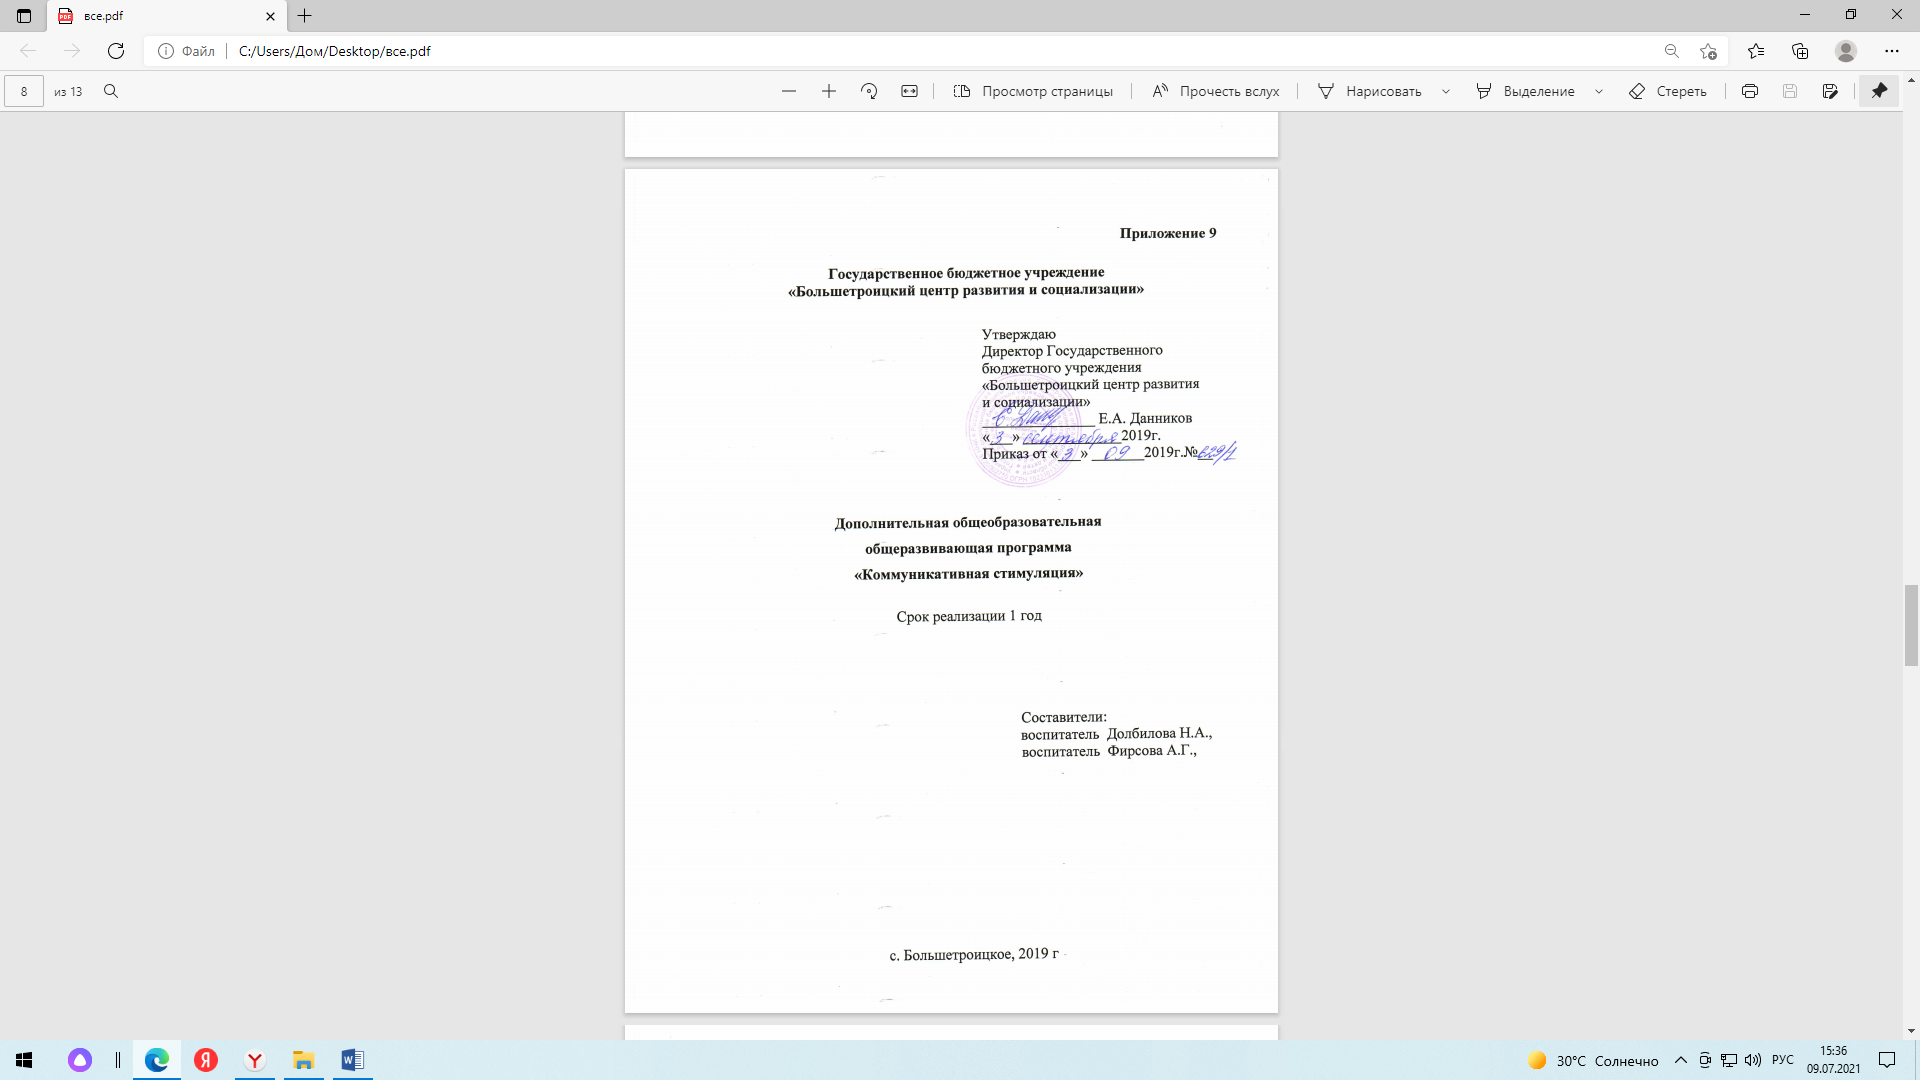 все.pdf
Файл
C:/Users/Дом/Desktop/все.pdf
8 из 13
Просмотр страницы
Прочесть вслух
Нарисовать
Выделение
Стереть
Приложение 9
Государственное бюджетное учреждение
«Большетроицкий центр развития и социализации»
Утверждаю
Директор Государственного
бюджетного учреждения
«Большетроицкий центр развития
и социализации»
Е.А. Данников
«3» сентября 2019г.
Приказ от «3» 09 2019г.№629/1
Дополнительная общеобразовательная
общеразвивающая программа
«Коммуникативная стимуляция»
Срок реализации 1 год
Составители:
воспитатель Долбилова Н.А.,
воспитатель Фирсова А.Г.,
с. Большетроицкое, 2019 г
30°C Солнечно
РУС
15:36
09.07.2021